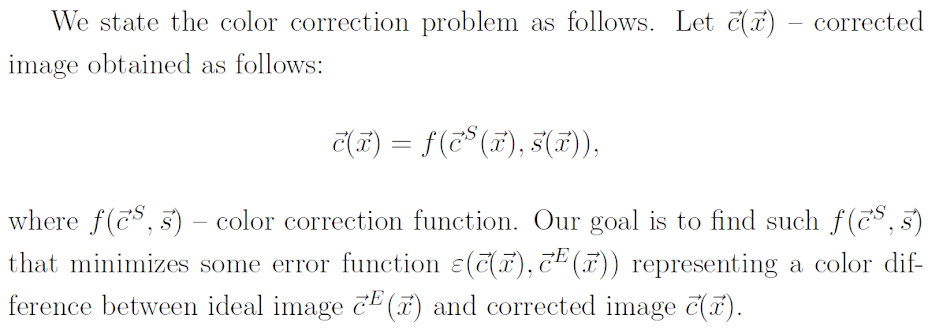 We state the color correction problem as follows. Let $\vec{c}(\vec{x})$ – corrected
image obtained as follows:
$\vec{c}(\vec{x}) = f(\vec{c}^S(\vec{x}), \vec{s}(\vec{x})),$
where $f(\vec{c}^S, \vec{s})$ – color correction function. Our goal is to find such $f(\vec{c}^S, \vec{s})$
that minimizes some error function $\varepsilon(\vec{c}(\vec{x}), \vec{c}^E(\vec{x}))$ representing a color dif-
ference between ideal image $\vec{c}^E(\vec{x})$ and corrected image $\vec{c}(\vec{x})$.